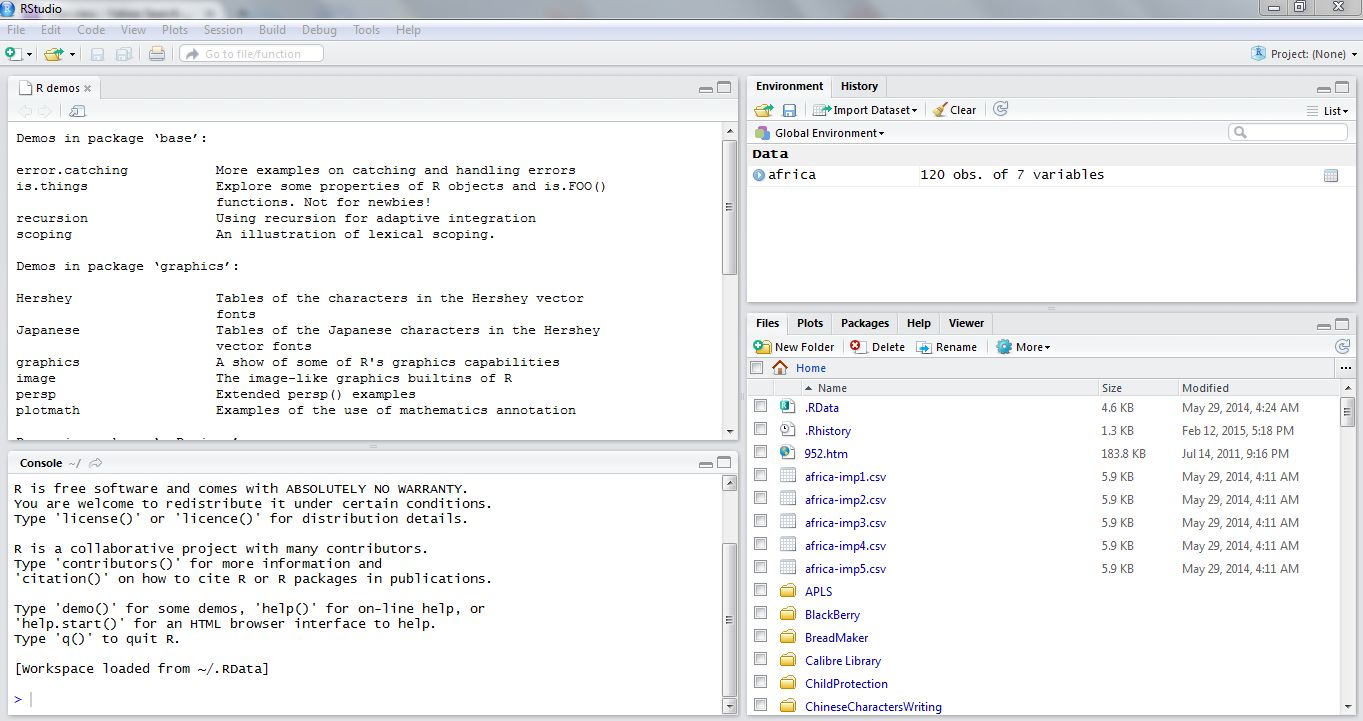 RStudio
File Edit Code View Plots Session Build Debug Tools Help
Go to file/function
Project: (None)
R demos
Demos in package ‘base’:
error.catching More examples on catching and handling errors
is.things Explore some properties of R objects and is.FOO()
functions. Not for newbies!
recursion Using recursion for adaptive integration
scoping An illustration of lexical scoping.
Demos in package ‘graphics’:
Hershey Tables of the characters in the Hershey vector
fonts
Japanese Tables of the Japanese characters in the Hershey
vector fonts
graphics A show of some of R's graphics capabilities
image The image-like graphics builtins of R
persp Extended persp() examples
plotmath Examples of the use of mathematics annotation
Console ~/
R is free software and comes with ABSOLUTELY NO WARRANTY.
You are welcome to redistribute it under certain conditions.
Type 'license()' or 'licence()' for distribution details.
R is a collaborative project with many contributors.
Type 'contributors()' for more information and
'citation()' on how to cite R or R packages in publications.
Type 'demo()' for some demos, 'help()' for on-line help, or
'help.start()' for an HTML browser interface to help.
Type 'q()' to quit R.
[Workspace loaded from ~/.RData]
>
Environment History
Import Dataset Clear List
Global Environment
Data
africa 120 obs. of 7 variables
Files Plots Packages Help Viewer
New Folder Delete Rename More
Home ...
Name Size Modified
.RData 4.6 KB May 29, 2014, 4:24 AM
.Rhistory 1.3 KB Feb 12, 2015, 5:18 PM
952.htm 183.8 KB Jul 14, 2011, 9:16 PM
africa-imp1.csv 5.9 KB May 29, 2014, 4:11 AM
africa-imp2.csv 5.9 KB May 29, 2014, 4:11 AM
africa-imp3.csv 5.9 KB May 29, 2014, 4:11 AM
africa-imp4.csv 5.9 KB May 29, 2014, 4:11 AM
africa-imp5.csv 5.9 KB May 29, 2014, 4:11 AM
APLS
BlackBerry
BreadMaker
Calibre Library
ChildProtection
ChineseCharactersWriting